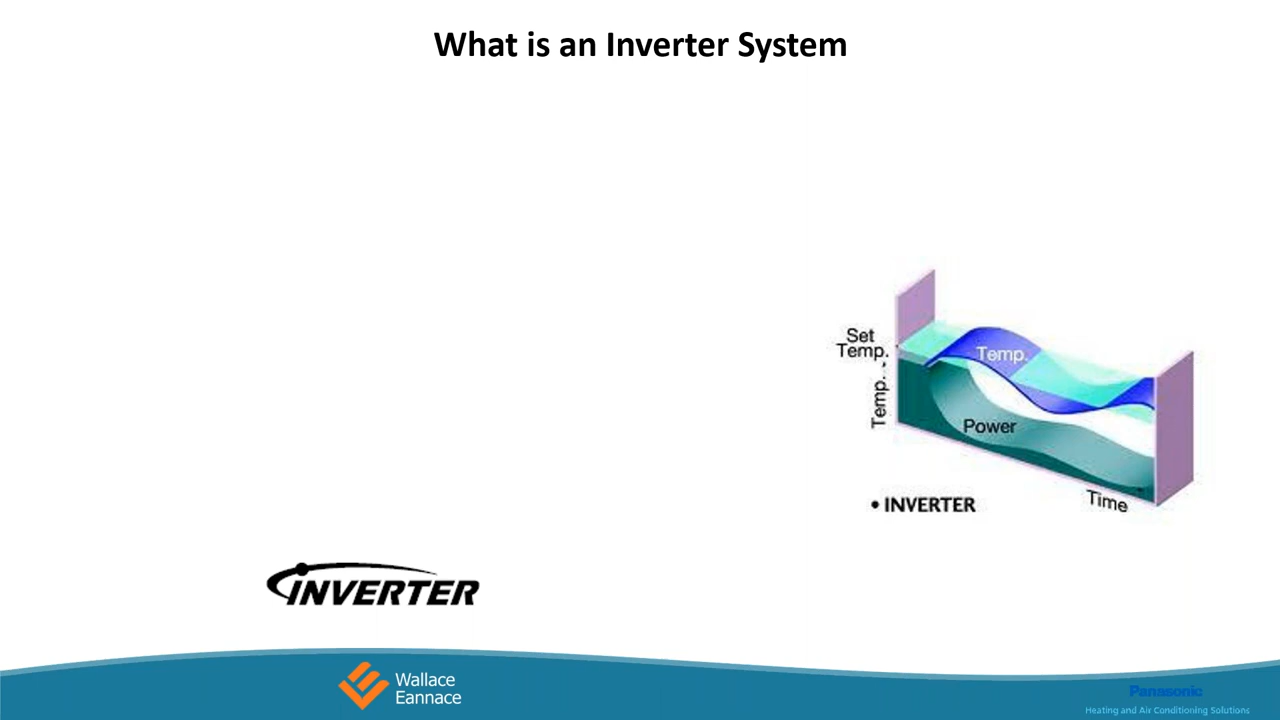 What is an Inverter System
Set
Temp.
Temp.
Temp.
Power
Time
• INVERTER
INVERTER
Wallace
Eannace
Panasonic
Heating and Air Conditioning Solutions